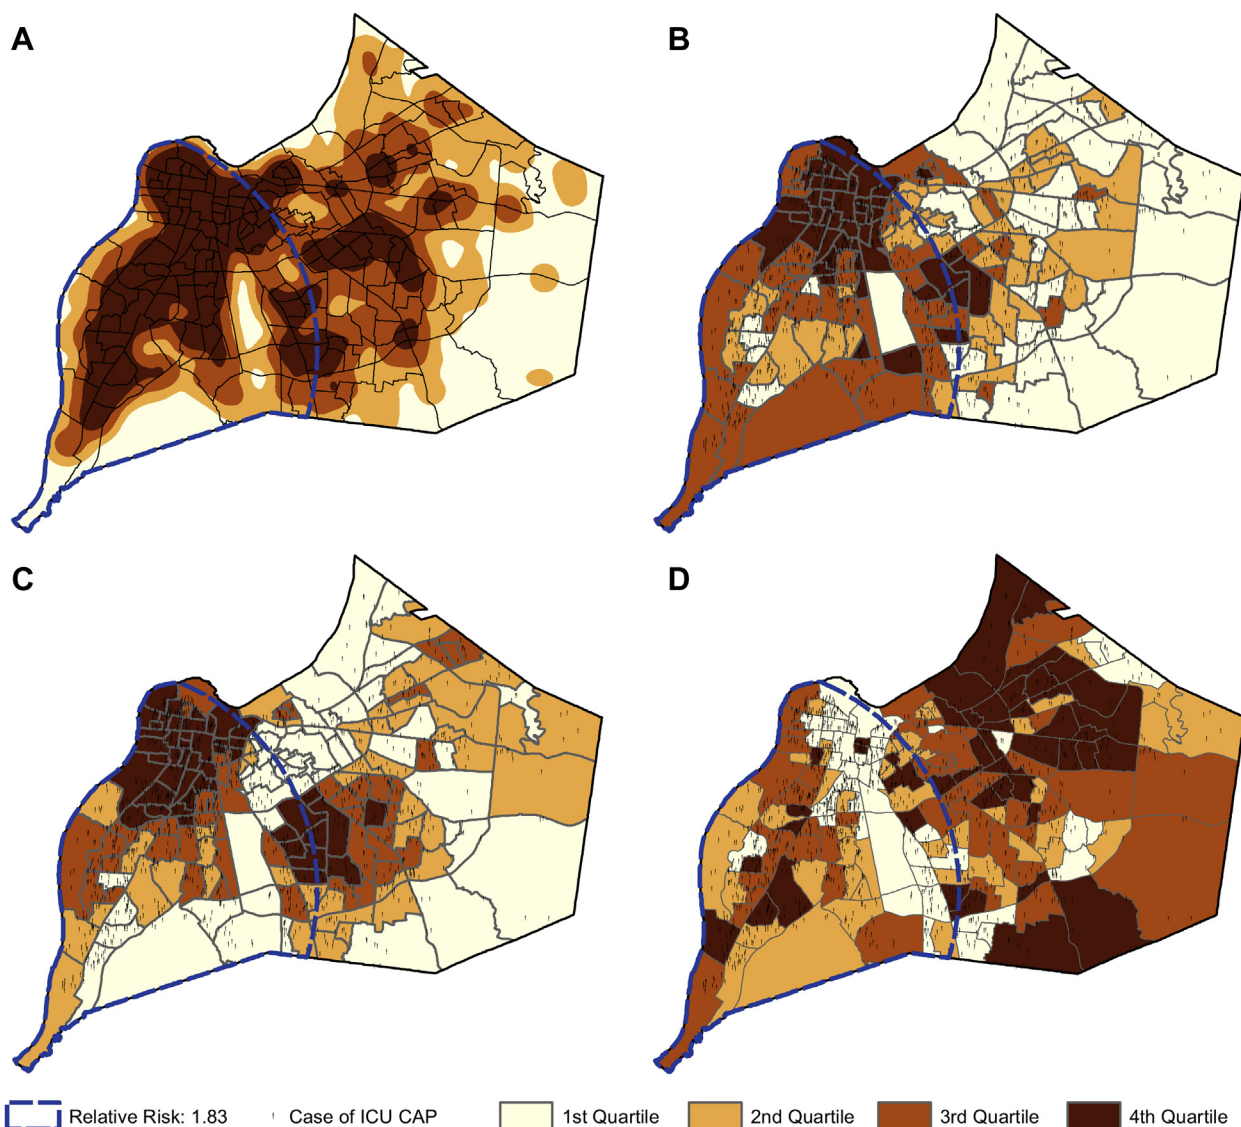 A
B
C
D
Relative Risk: 1.83
Case of ICU CAP
1st Quartile
2nd Quartile
3rd Quartile
4th Quartile